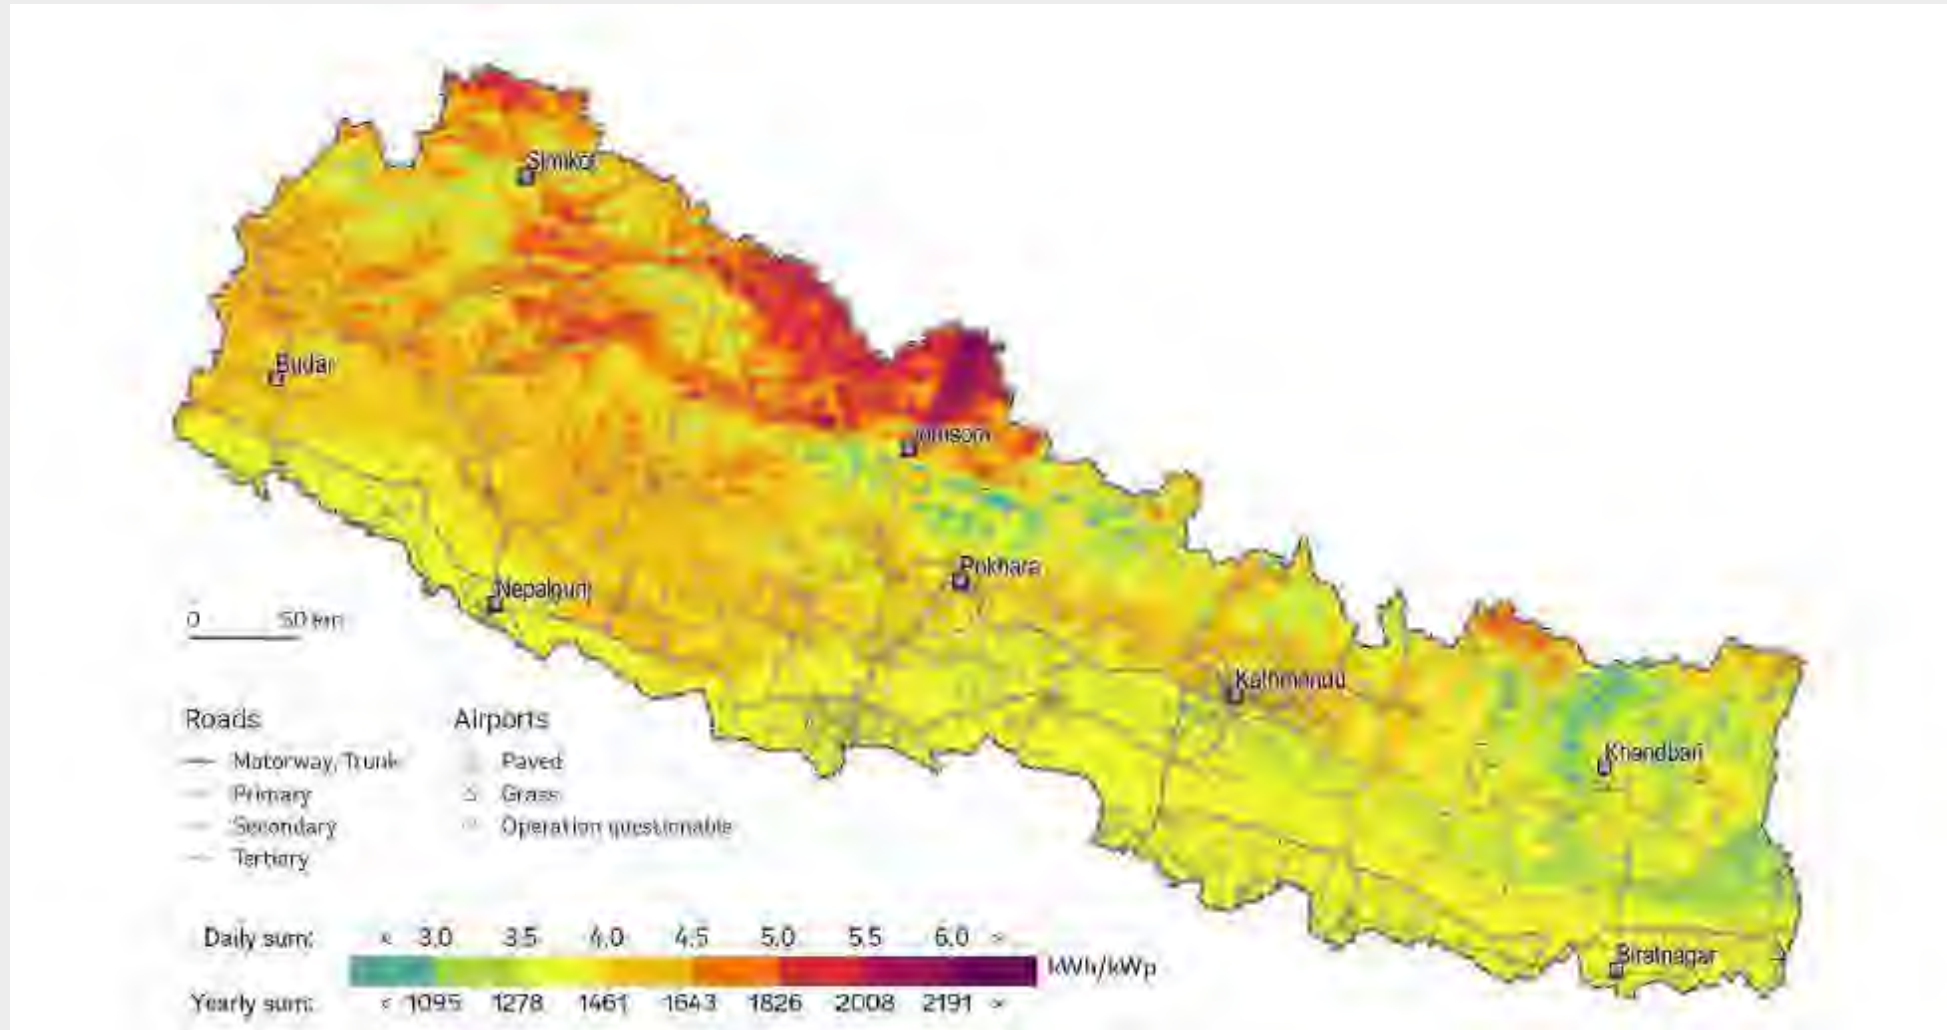 Simikot
Budar
Jomsom
Pokhara
Nepalgunj
0 50 km
Kathmandu
Roads Airports
Motorway, Trunk Paved
Primary Grass
Secondary Operation questionable
Tertiary
Khandbari
Biratnagar
Daily sum: < 3.0 3.5 4.0 4.5 5.0 5.5 6.0 >
kWh/kWp
Yearly sum: < 1095 1278 1461 1643 1826 2008 2191 >